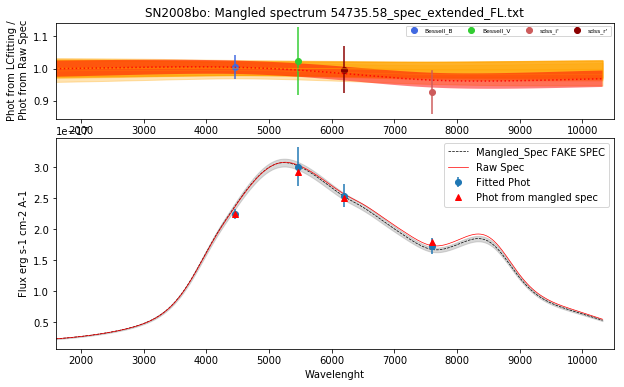 SN2008bo: Mangled spectrum 54735.58_spec_extended_FL.txt
Phot from LCfitting /
Phot from Raw Spec
1.1
1.0
0.9
Bessell_B
Bessell_V
sdss_i'
sdss_r'
2000 3000 4000 5000 6000 7000 8000 9000 10000
1e−17
Flux erg s-1 cm-2 A-1
3.0
2.5
2.0
1.5
1.0
0.5
Mangled_Spec FAKE SPEC
Raw Spec
Fitted Phot
Phot from mangled spec
2000 3000 4000 5000 6000 7000 8000 9000 10000
Wavelenght